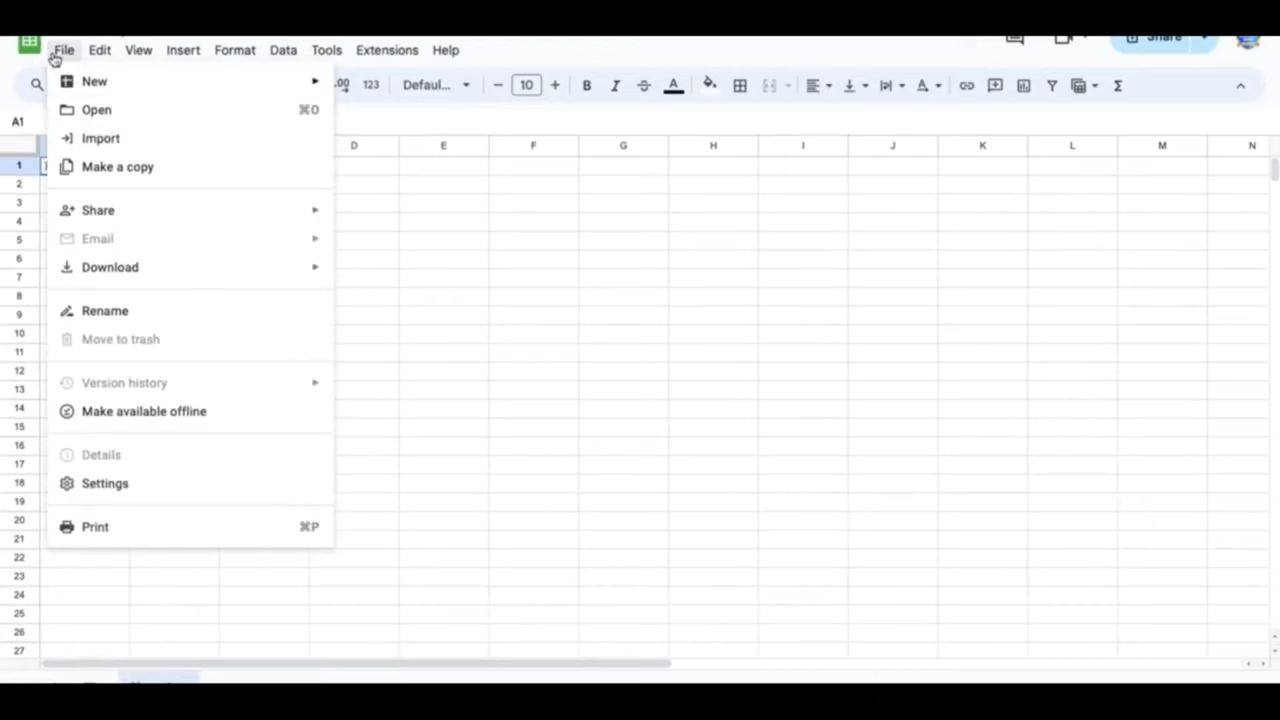 File Edit View Insert Format Data Tools Extensions Help Share
.00 123 Defaul... 10 B I A A Σ
A1
D E F G H I J K L M N
New
Open ⌘O
Import
Make a copy
Share
Email
Download
Rename
Move to trash
Version history
Make available offline
Details
Settings
Print ⌘P
1
2
3
4
5
6
7
8
9
10
11
12
13
14
15
16
17
18
19
20
21
22
23
24
25
26
27